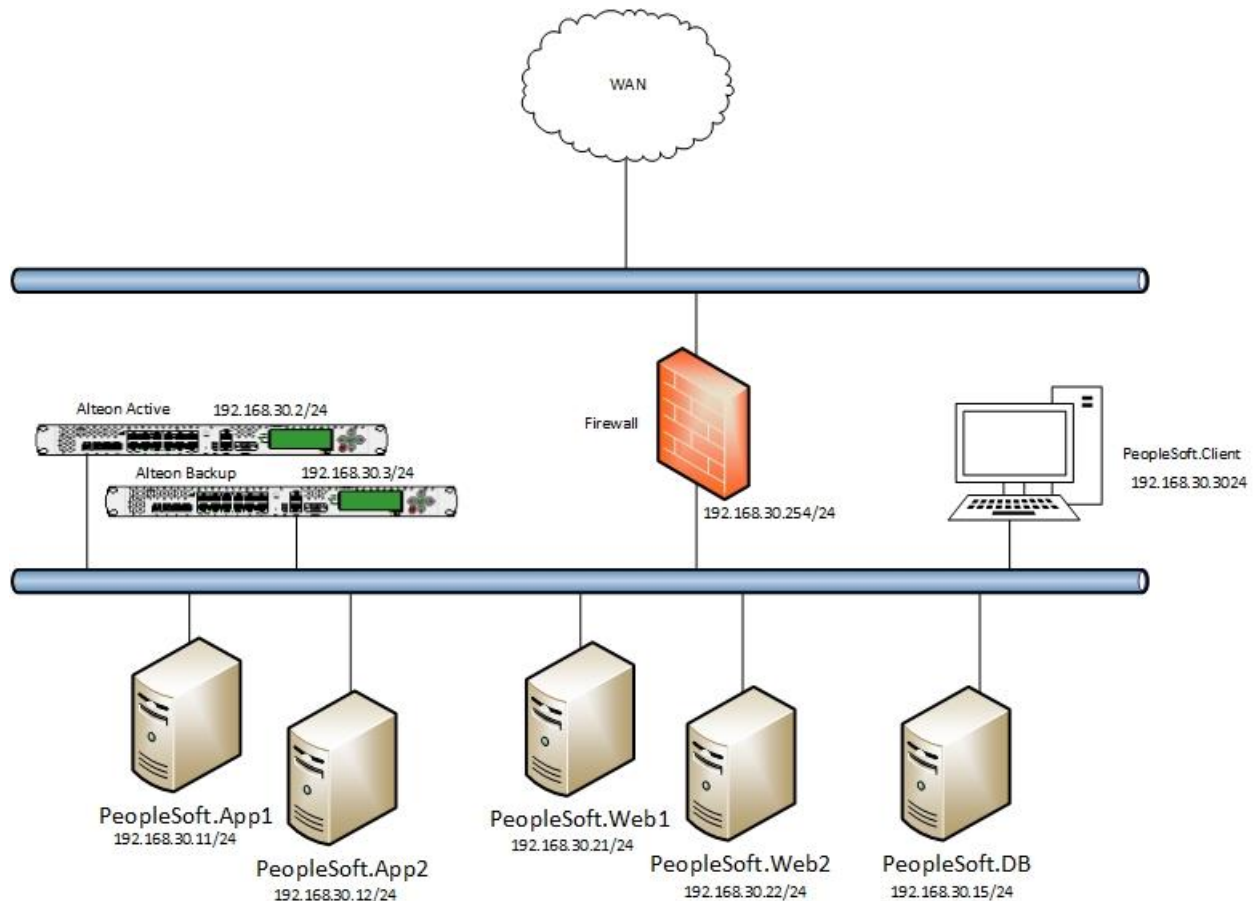 WAN
Alteon Active
192.168.30.2/24
Alteon Backup
192.168.30.3/24
Firewall
192.168.30.254/24
PeopleSoft.Client
192.168.30.3024
PeopleSoft.App1
192.168.30.11/24
PeopleSoft.App2
192.168.30.12/24
PeopleSoft.Web1
192.168.30.21/24
PeopleSoft.Web2
192.168.30.22/24
PeopleSoft.DB
192.168.30.15/24